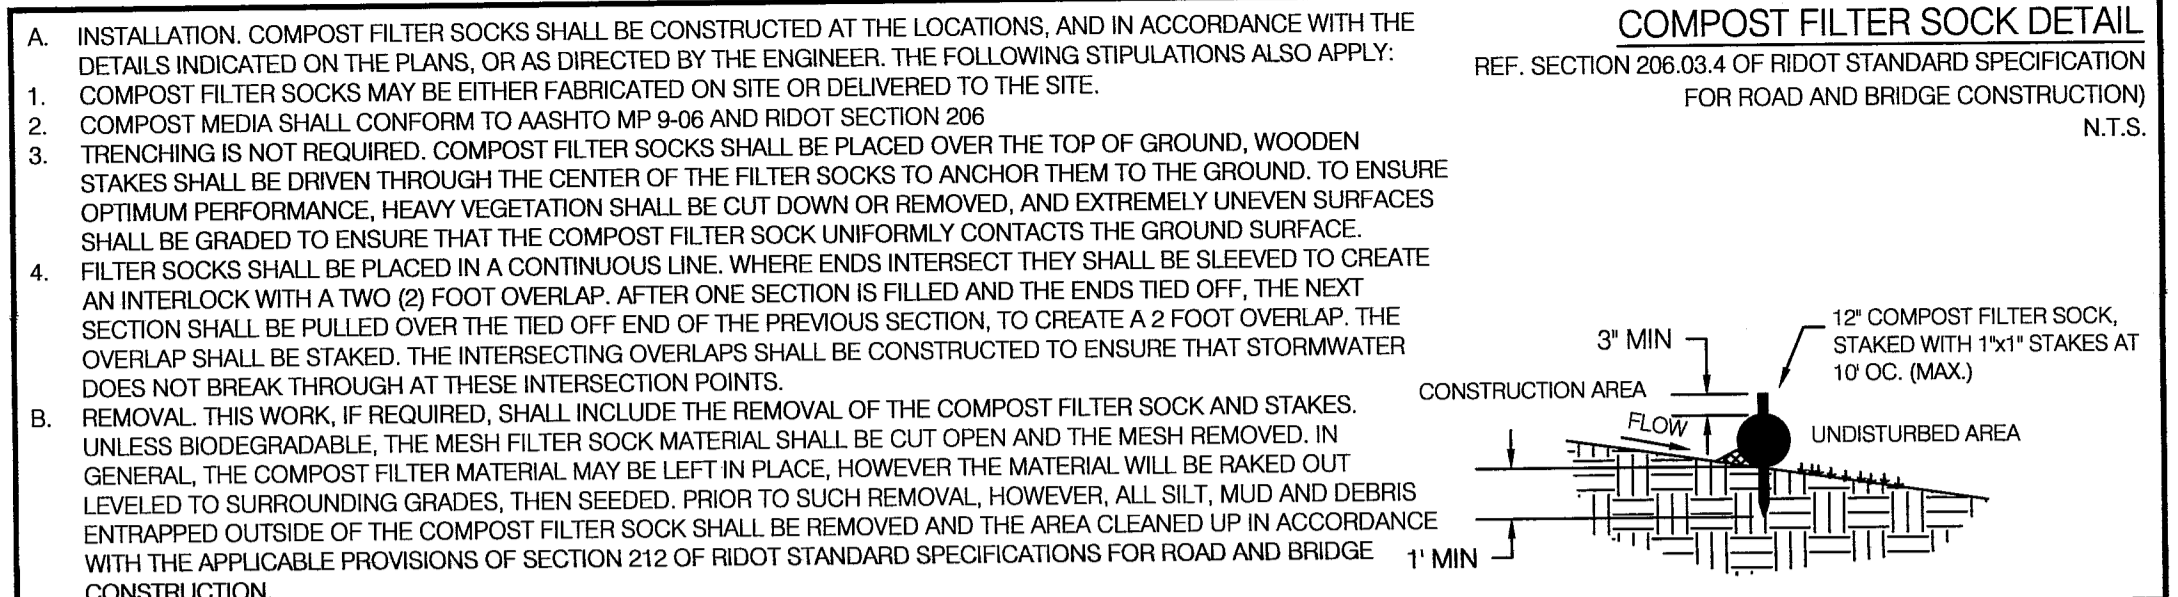 A. INSTALLATION. COMPOST FILTER SOCKS SHALL BE CONSTRUCTED AT THE LOCATIONS, AND IN ACCORDANCE WITH THE
DETAILS INDICATED ON THE PLANS, OR AS DIRECTED BY THE ENGINEER. THE FOLLOWING STIPULATIONS ALSO APPLY:
1. COMPOST FILTER SOCKS MAY BE EITHER FABRICATED ON SITE OR DELIVERED TO THE SITE.
2. COMPOST MEDIA SHALL CONFORM TO AASHTO MP 9-06 AND RIDOT SECTION 206
3. TRENCHING IS NOT REQUIRED. COMPOST FILTER SOCKS SHALL BE PLACED OVER THE TOP OF GROUND, WOODEN
STAKES SHALL BE DRIVEN THROUGH THE CENTER OF THE FILTER SOCKS TO ANCHOR THEM TO THE GROUND. TO ENSURE
OPTIMUM PERFORMANCE, HEAVY VEGETATION SHALL BE CUT DOWN OR REMOVED, AND EXTREMELY UNEVEN SURFACES
SHALL BE GRADED TO ENSURE THAT THE COMPOST FILTER SOCK UNIFORMLY CONTACTS THE GROUND SURFACE.
4. FILTER SOCKS SHALL BE PLACED IN A CONTINUOUS LINE. WHERE ENDS INTERSECT THEY SHALL BE SLEEVED TO CREATE
AN INTERLOCK WITH A TWO (2) FOOT OVERLAP. AFTER ONE SECTION IS FILLED AND THE ENDS TIED OFF, THE NEXT
SECTION SHALL BE PULLED OVER THE TIED OFF END OF THE PREVIOUS SECTION, TO CREATE A 2 FOOT OVERLAP. THE
OVERLAP SHALL BE STAKED. THE INTERSECTING OVERLAPS SHALL BE CONSTRUCTED TO ENSURE THAT STORMWATER
DOES NOT BREAK THROUGH AT THESE INTERSECTION POINTS.
B. REMOVAL. THIS WORK, IF REQUIRED, SHALL INCLUDE THE REMOVAL OF THE COMPOST FILTER SOCK AND STAKES.
UNLESS BIODEGRADABLE, THE MESH FILTER SOCK MATERIAL SHALL BE CUT OPEN AND THE MESH REMOVED. IN
GENERAL, THE COMPOST FILTER MATERIAL MAY BE LEFT IN PLACE, HOWEVER THE MATERIAL WILL BE RAKED OUT
LEVELED TO SURROUNDING GRADES, THEN SEEDED. PRIOR TO SUCH REMOVAL, HOWEVER, ALL SILT, MUD AND DEBRIS
ENTRAPPED OUTSIDE OF THE COMPOST FILTER SOCK SHALL BE REMOVED AND THE AREA CLEANED UP IN ACCORDANCE
WITH THE APPLICABLE PROVISIONS OF SECTION 212 OF RIDOT STANDARD SPECIFICATIONS FOR ROAD AND BRIDGE
CONSTRUCTION.
COMPOST FILTER SOCK DETAIL
REF. SECTION 206.03.4 OF RIDOT STANDARD SPECIFICATION
FOR ROAD AND BRIDGE CONSTRUCTION)
N.T.S.
12" COMPOST FILTER SOCK,
STAKED WITH 1"x1" STAKES AT
10' OC. (MAX.)
3" MIN
CONSTRUCTION AREA
FLOW
UNDISTURBED AREA
1' MIN